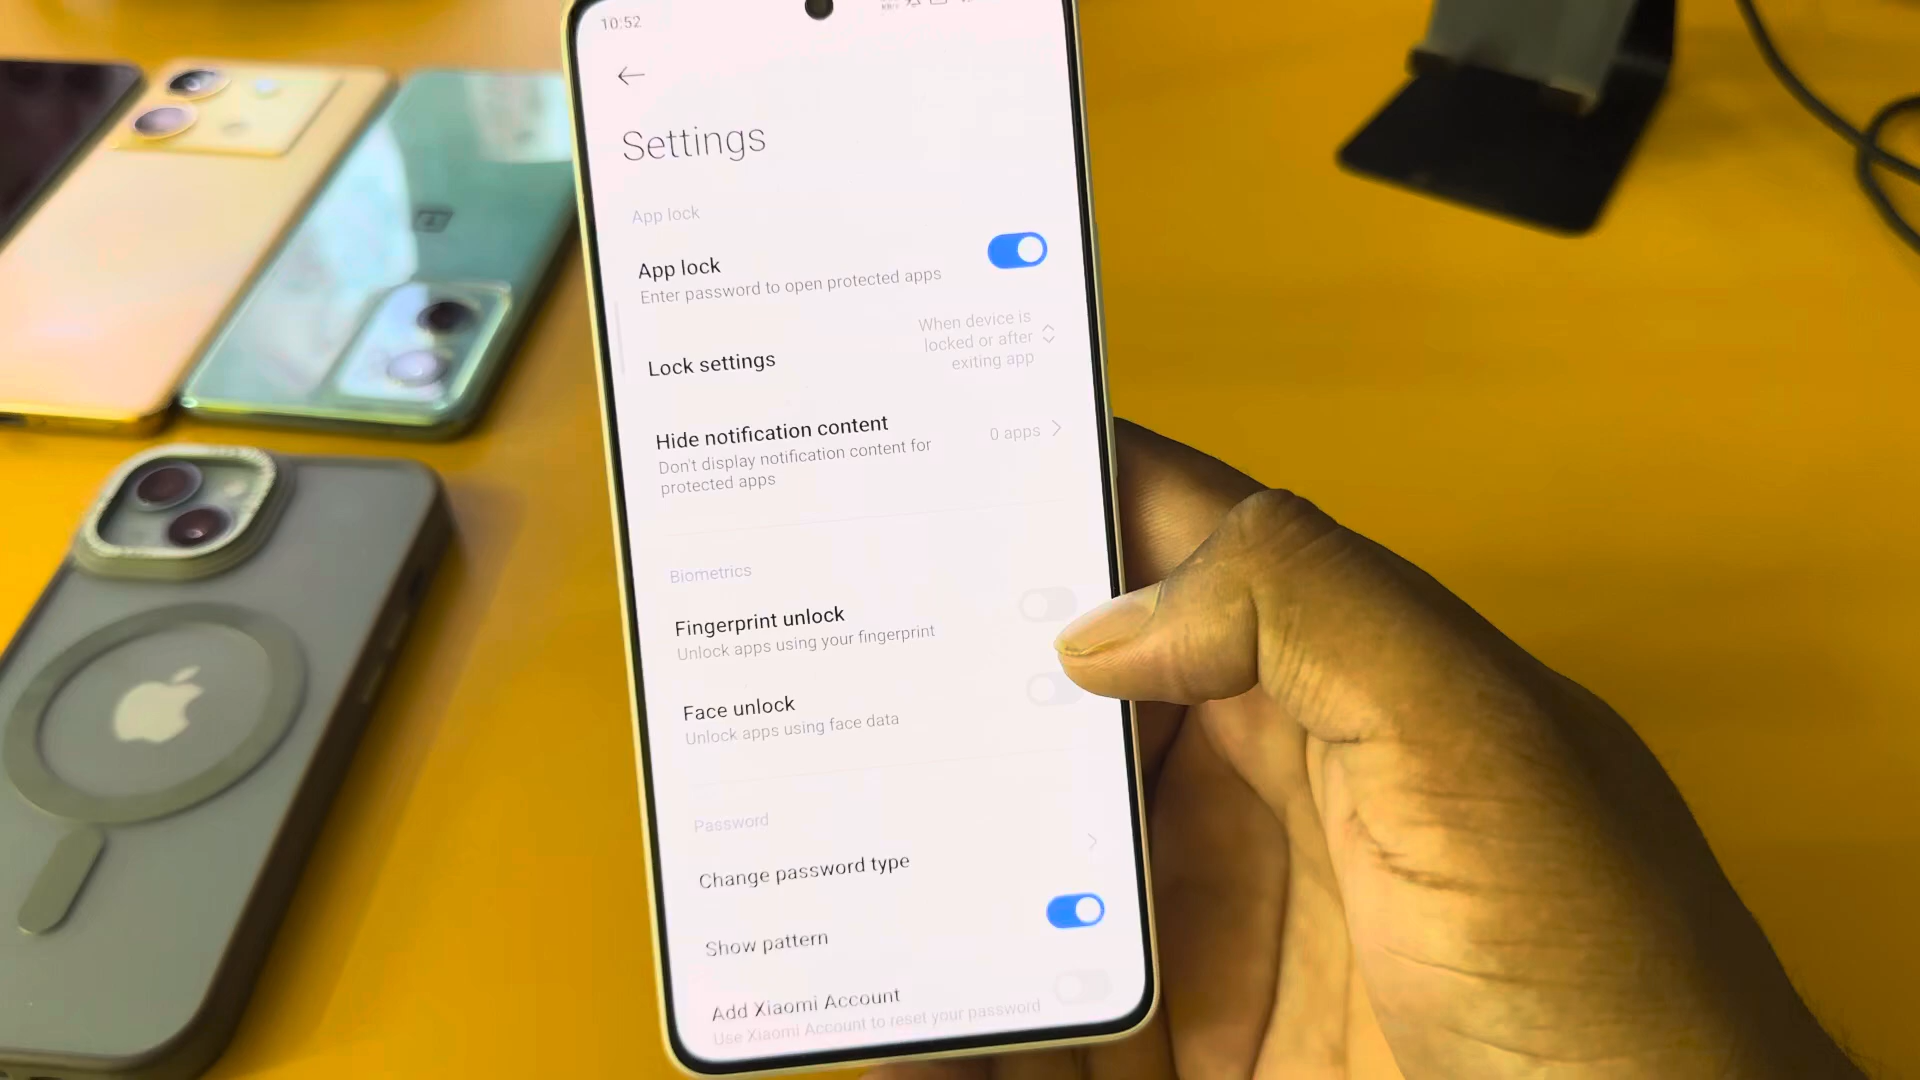 10:52
Settings
App lock
App lock
Enter password to open protected apps
Lock settings
When device is
locked or after
exiting app
Hide notification content
Don't display notification content for
protected apps
0 apps
Biometrics
Fingerprint unlock
Unlock apps using your fingerprint
Face unlock
Unlock apps using face data
Password
Change password type
Show pattern
Add Xiaomi Account
Use Xiaomi Account to reset your password